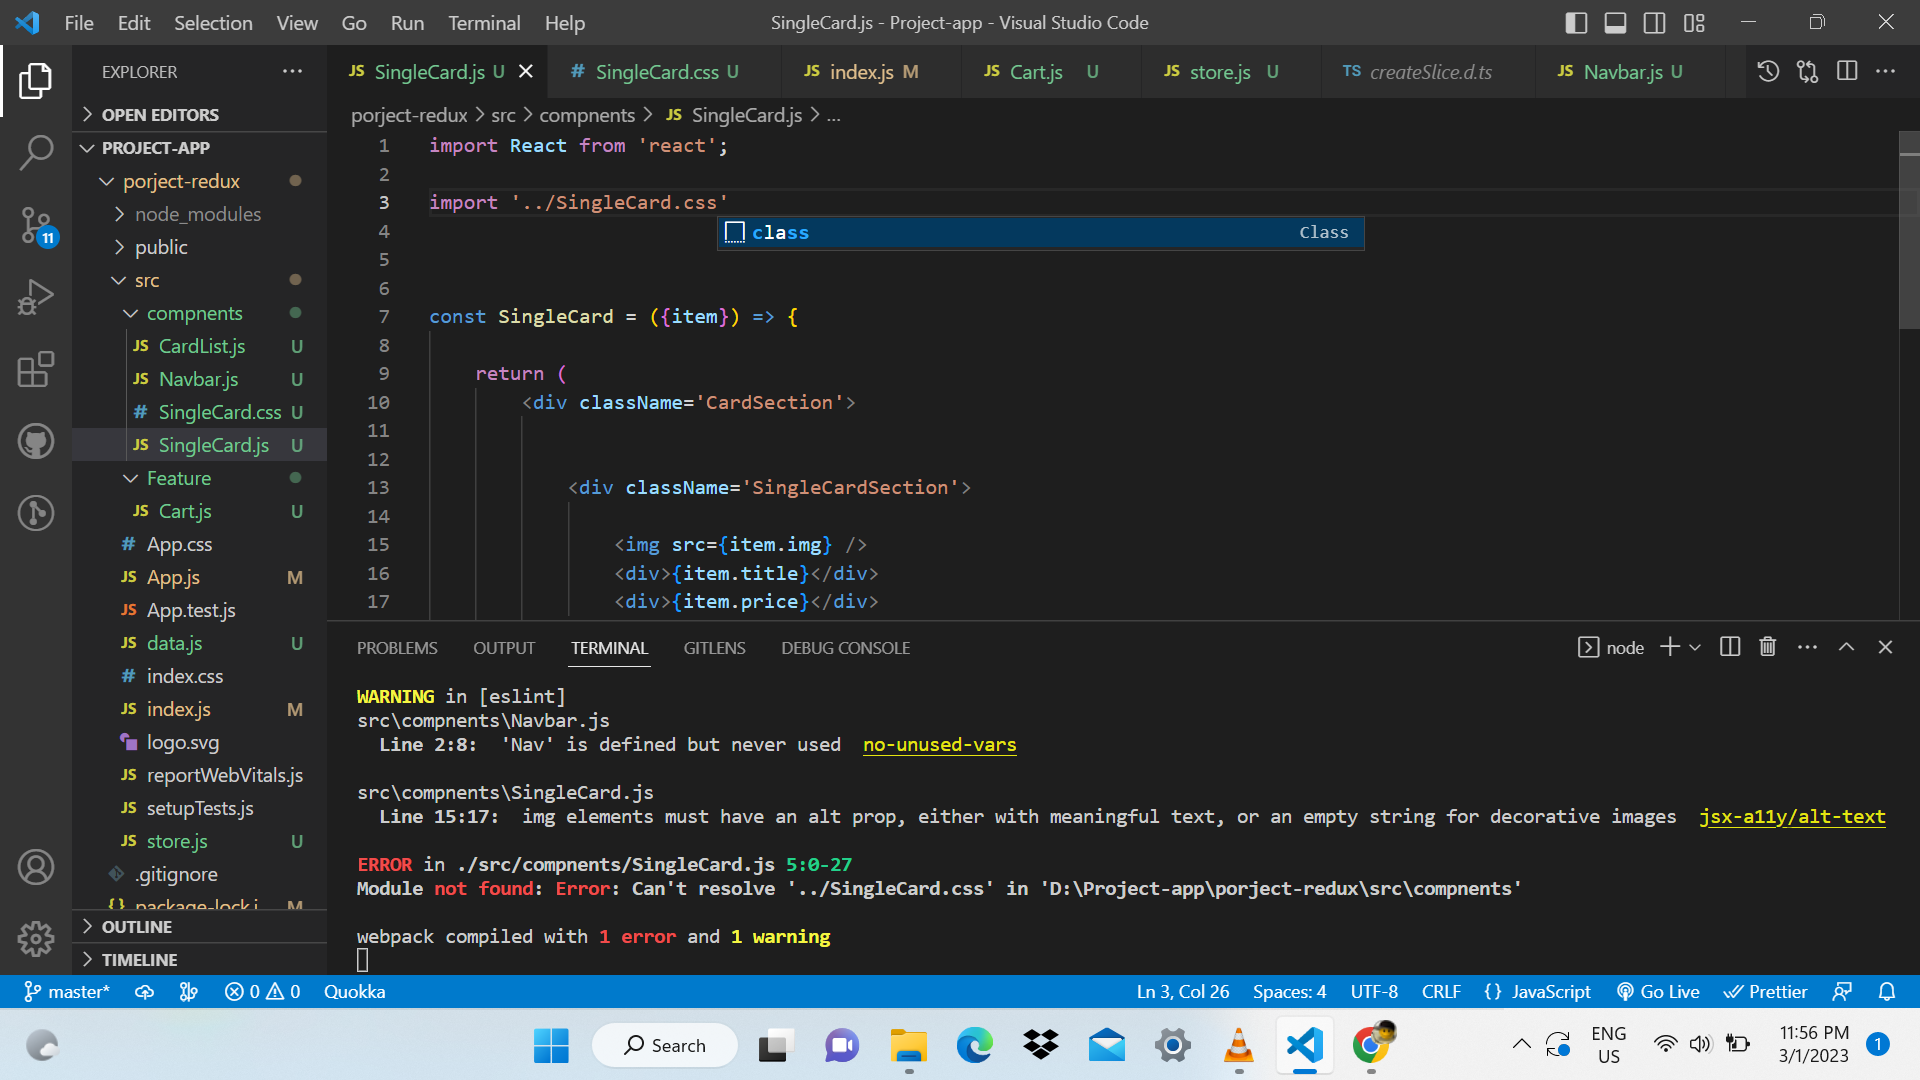 File Edit Selection View Go Run Terminal Help
SingleCard.js - Project-app - Visual Studio Code
EXPLORER
OPEN EDITORS
PROJECT-APP
porject-redux
node_modules
public
src
compnents
JS CardList.js U
JS Navbar.js U
# SingleCard.css U
JS SingleCard.js U
Feature
JS Cart.js U
# App.css
JS App.js M
JS App.test.js
JS data.js U
# index.css
JS index.js M
logo.svg
JS reportWebVitals.js
JS setupTests.js
JS store.js U
.gitignore
{} package-lock.j M
OUTLINE
TIMELINE
11
JS SingleCard.js U
# SingleCard.css U
JS index.js M
JS Cart.js U
JS store.js U
TS createSlice.d.ts
JS Navbar.js U
porject-redux > src > compnents > JS SingleCard.js > ...
1 import React from 'react';
2
3 import '../SingleCard.css'
class Class
4
5
6
7 const SingleCard = ({item}) => {
8
9 return (
10 <div className='CardSection'>
11
12
13 <div className='SingleCardSection'>
14
15 <img src={item.img} />
16 <div>{item.title}</div>
17 <div>{item.price}</div>
PROBLEMS OUTPUT TERMINAL GITLENS DEBUG CONSOLE
node
WARNING in [eslint]
src\compnents\Navbar.js
Line 2:8: 'Nav' is defined but never used no-unused-vars
src\compnents\SingleCard.js
Line 15:17: img elements must have an alt prop, either with meaningful text, or an empty string for decorative images jsx-a11y/alt-text
ERROR in ./src/compnents/SingleCard.js 5:0-27
Module not found: Error: Can't resolve '../SingleCard.css' in 'D:\Project-app\porject-redux\src\compnents'
webpack compiled with 1 error and 1 warning
master* 0 0 Quokka
Ln 3, Col 26 Spaces: 4 UTF-8 CRLF {} JavaScript Go Live Prettier
Search
ENG
US
11:56 PM
3/1/2023
1